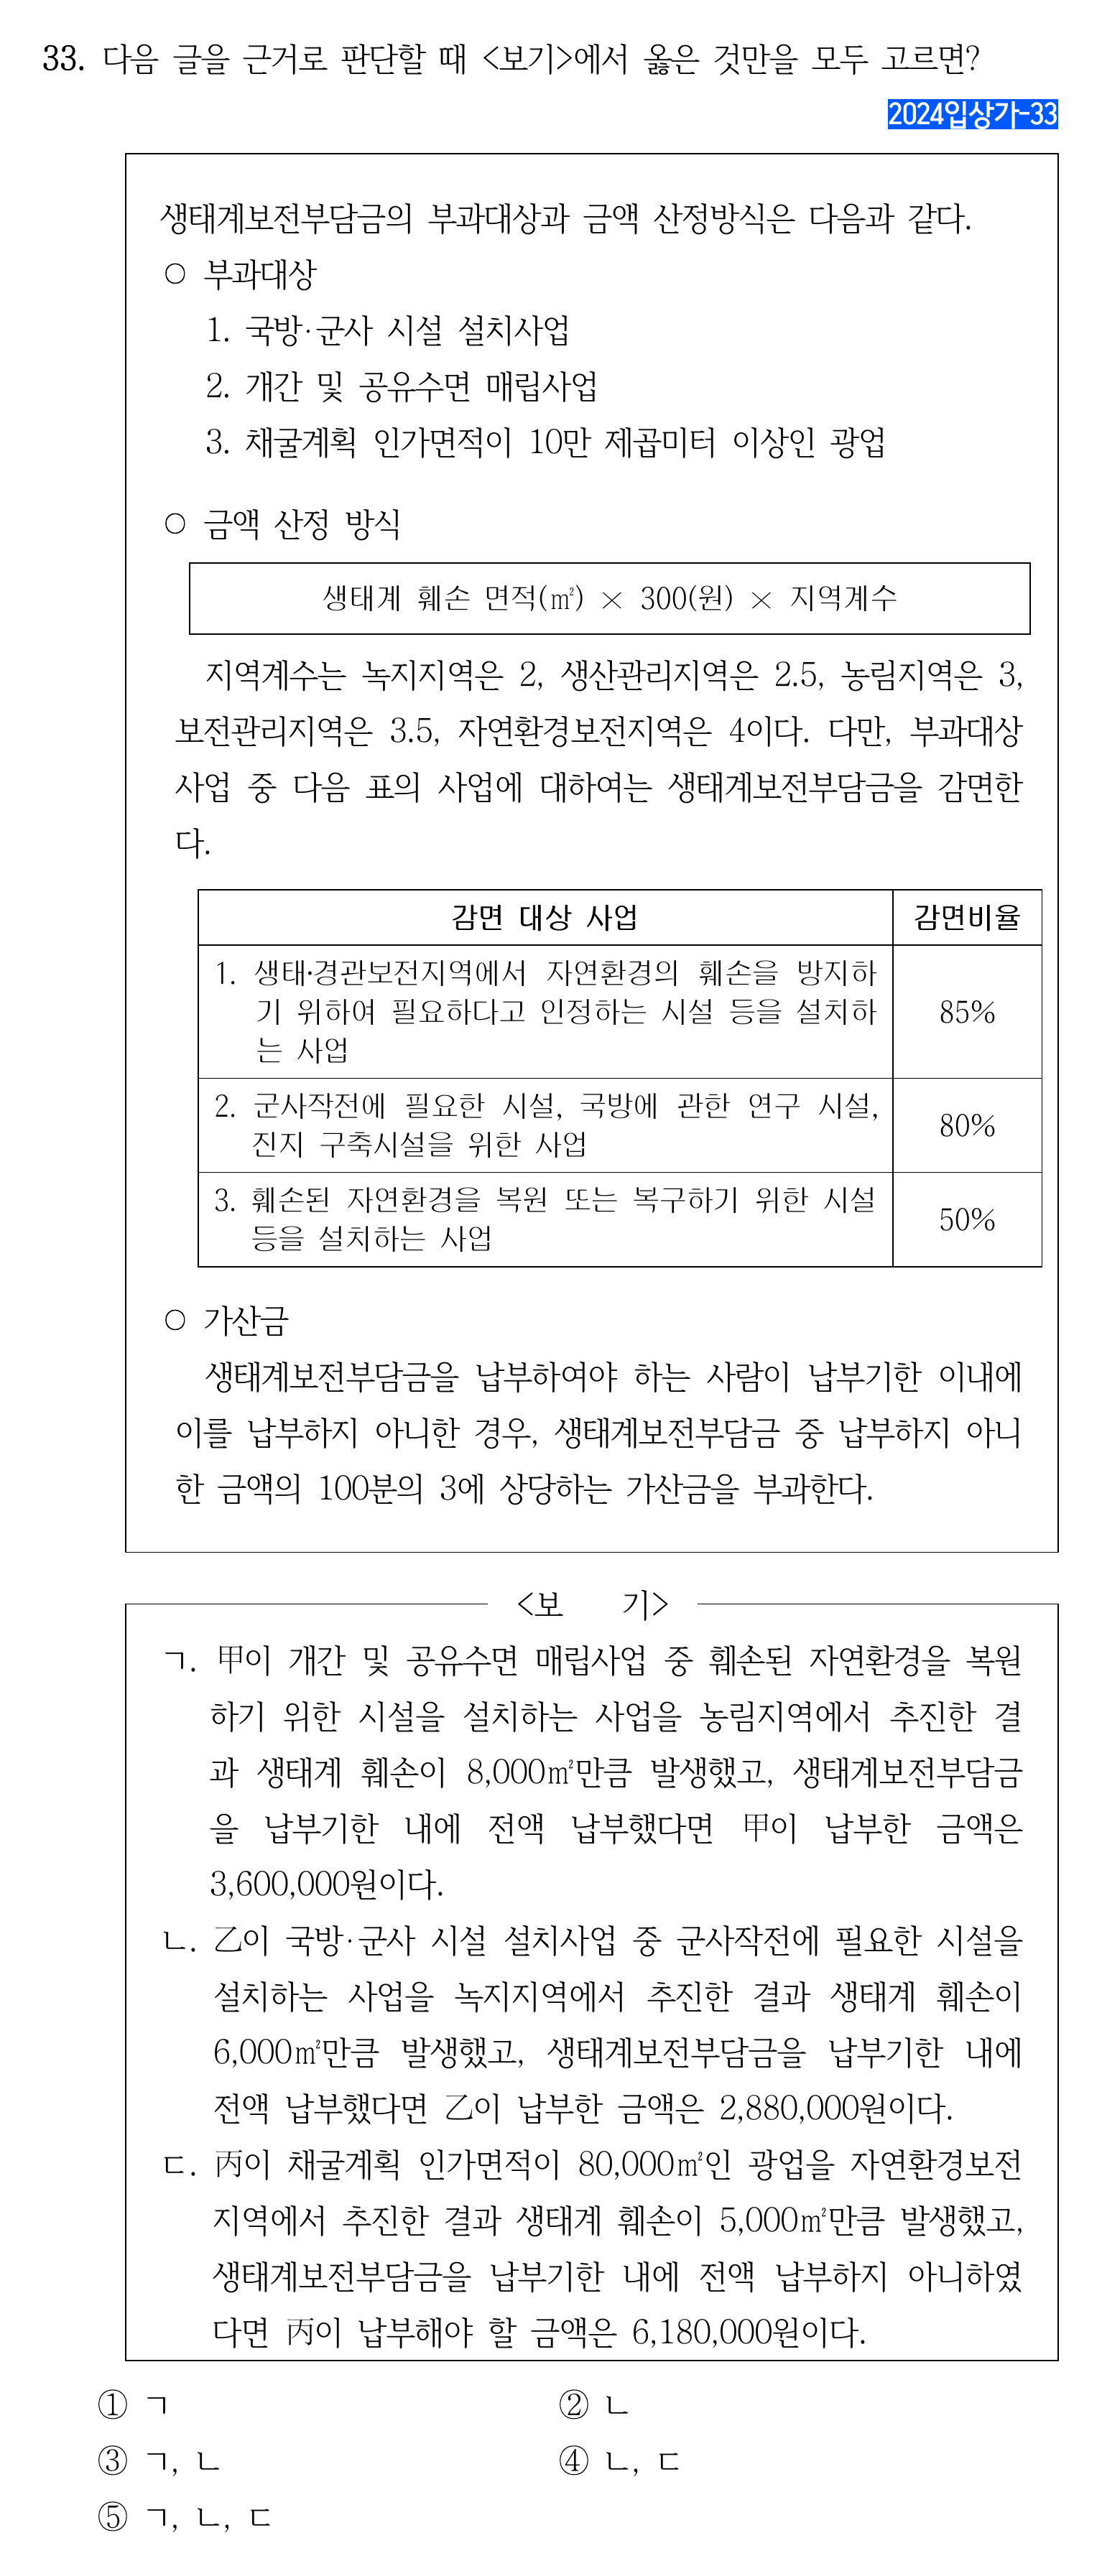 33. 다음 글을 근거로 판단할 때 <보기>에서 옳은 것만을 모두 고르면?
2024입상가-33
생태계보전부담금의 부과대상과 금액 산정방식은 다음과 같다.
○ 부과대상
1. 국방·군사 시설 설치사업
2. 개간 및 공유수면 매립사업
3. 채굴계획 인가면적이 10만 제곱미터 이상인 광업
○ 금액 산정 방식
생태계 훼손 면적(㎡) × 300(원) × 지역계수
지역계수는 녹지지역은 2, 생산관리지역은 2.5, 농림지역은 3,
보전관리지역은 3.5, 자연환경보전지역은 4이다. 다만, 부과대상
사업 중 다음 표의 사업에 대하여는 생태계보전부담금을 감면한
다.
감면 대상 사업 감면비율
1. 생태·경관보전지역에서 자연환경의 훼손을 방지하
기 위하여 필요하다고 인정하는 시설 등을 설치하
는 사업
85%
2. 군사작전에 필요한 시설, 국방에 관한 연구 시설,
진지 구축시설을 위한 사업
80%
3. 훼손된 자연환경을 복원 또는 복구하기 위한 시설
등을 설치하는 사업
50%
○ 가산금
생태계보전부담금을 납부하여야 하는 사람이 납부기한 이내에
이를 납부하지 아니한 경우, 생태계보전부담금 중 납부하지 아니
한 금액의 100분의 3에 상당하는 가산금을 부과한다.
<보 기>
ㄱ. 甲이 개간 및 공유수면 매립사업 중 훼손된 자연환경을 복원
하기 위한 시설을 설치하는 사업을 농림지역에서 추진한 결
과 생태계 훼손이 8,000㎡만큼 발생했고, 생태계보전부담금
을 납부기한 내에 전액 납부했다면 甲이 납부한 금액은
3,600,000원이다.
ㄴ. 乙이 국방·군사 시설 설치사업 중 군사작전에 필요한 시설을
설치하는 사업을 녹지지역에서 추진한 결과 생태계 훼손이
6,000㎡만큼 발생했고, 생태계보전부담금을 납부기한 내에
전액 납부했다면 乙이 납부한 금액은 2,880,000원이다.
ㄷ. 丙이 채굴계획 인가면적이 80,000㎡인 광업을 자연환경보전
지역에서 추진한 결과 생태계 훼손이 5,000㎡만큼 발생했고,
생태계보전부담금을 납부기한 내에 전액 납부하지 아니하였
다면 丙이 납부해야 할 금액은 6,180,000원이다.
① ㄱ ② ㄴ
③ ㄱ, ㄴ ④ ㄴ, ㄷ
⑤ ㄱ, ㄴ, ㄷ